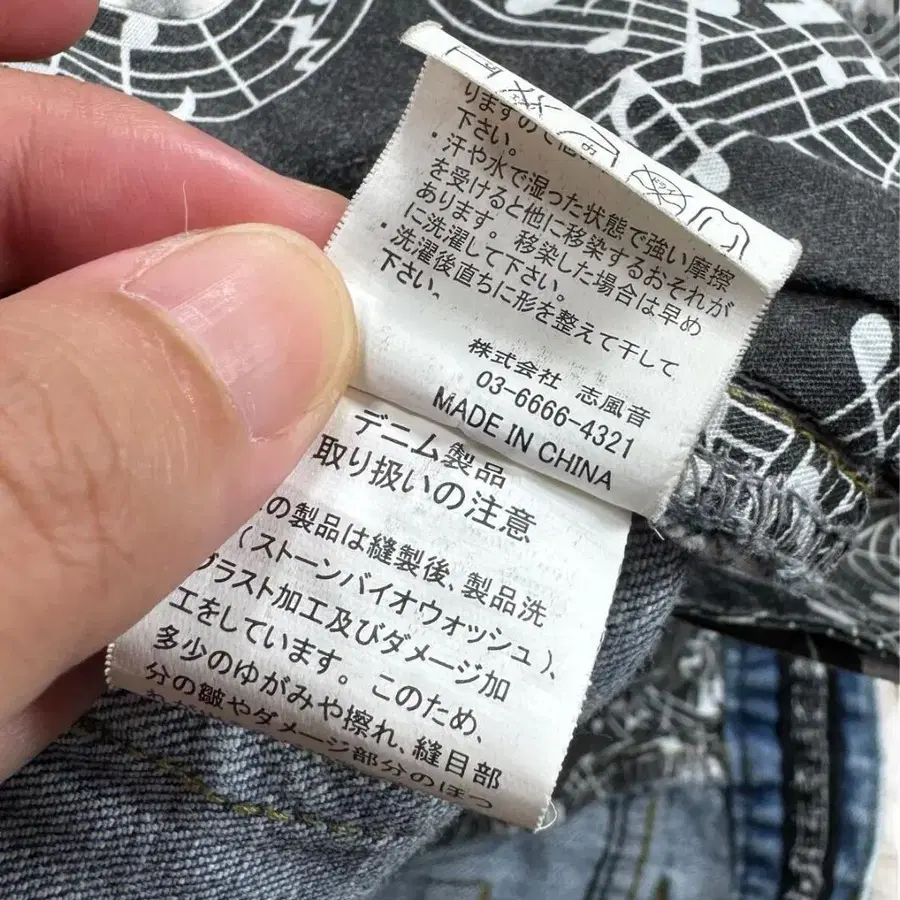 りますので
下さい。
・汗や水で湿った状態で強い摩擦
を受けると他に移染するおそれが
あります。移染した場合は早め
に洗濯して下さい。
・洗濯後直ちに形を整えて干して
下さい。
株式会社 志風音
03-6666-4321
MADE IN CHINA
デニム製品
取り扱いの注意
の製品は縫製後、製品洗
(ストーンバイオウォッシュ)、
ブラスト加工及びダメージ加
工をしています。このため、
多少のゆがみや擦れ、縫目部
分の皺やダメージ部分のほつ